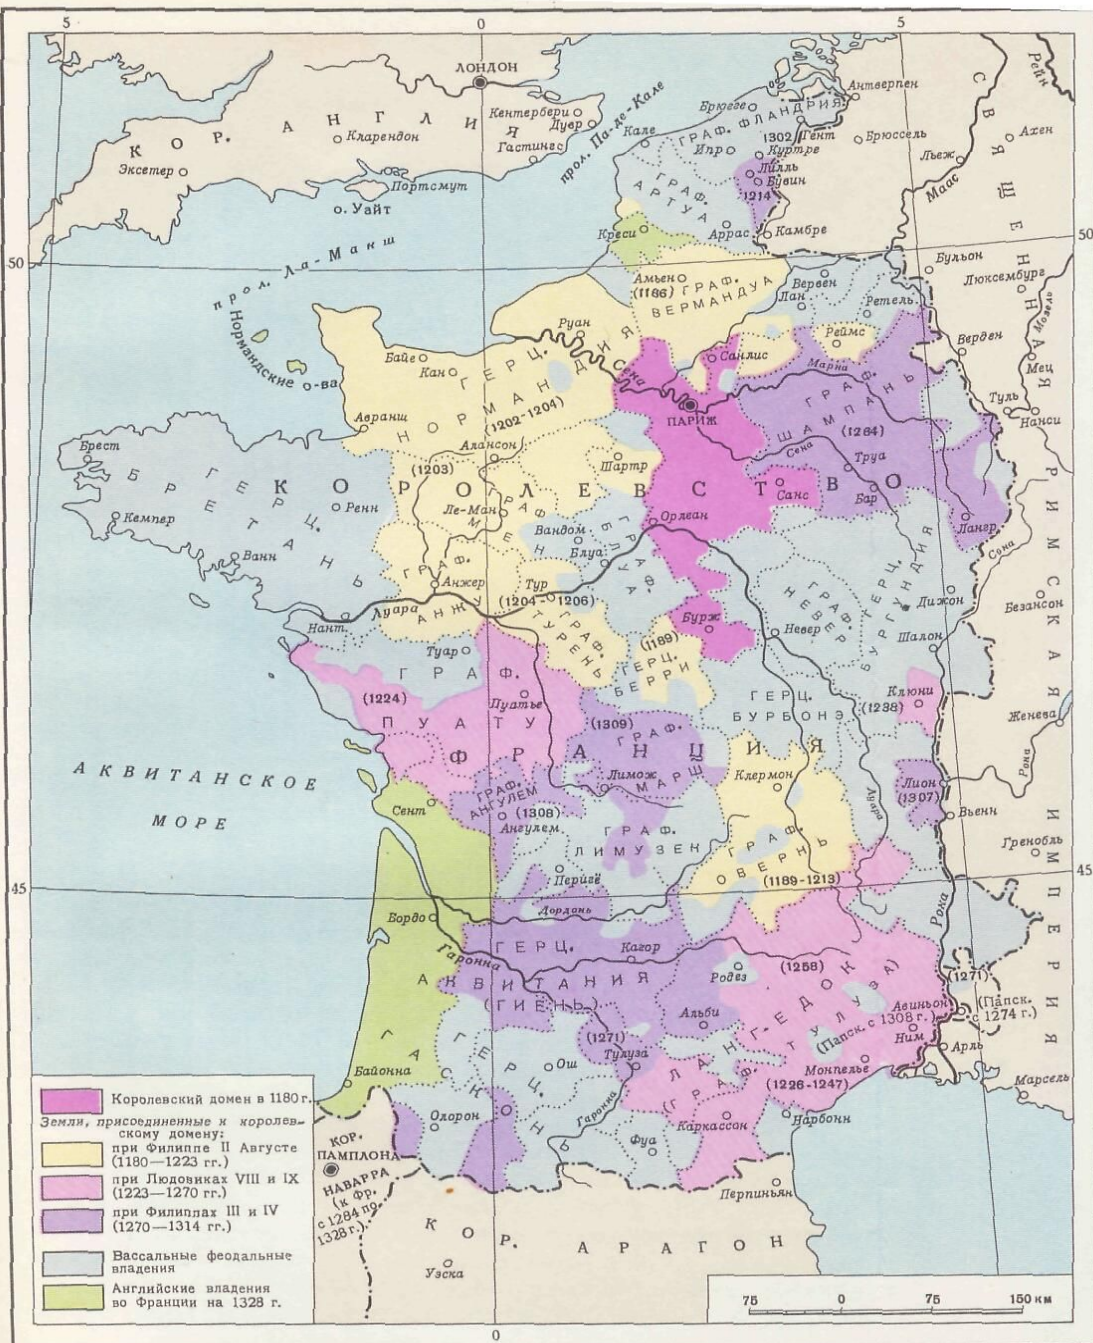 5
0
5
ЛОНДОН
КОР. АНГЛИЯ
Кентербери
Дувр
Гастингс
Кларендон
Эксетер
Портсмут
о. Уайт
прол. Па-де-Кале
прол. Ла-Манш
Нормандские о-ва
Кале
Брюгге
Антверпен
ГРАФ. ФЛАНДРИЯ
1302
Гент
Ипр
Куртре
Брюссель
Ахен
Льеж
Маас
Рейн
Лилль
Бувин
1214
ГРАФ.
АРТУА
Аррас
Камбре
Креси
50
50
Амьен
(1186)
ГРАФ.
ВЕРМАНДУА
Вервен
Лан
Ретель
Бульон
Люксембург
Мозель
Верден
Мец
Туль
Нанси
СВЯЩЕННАЯ
РИМСКАЯ
ИМПЕРИЯ
Руан
Сена
Санлис
Реймс
Марна
Байе
Кан
ГЕРЦ.
НОРМАНДИЯ
(1202-1204)
ПАРИЖ
ГРАФ.
ШАМПАНЬ
(1284)
Сена
Труа
Бар
Лангр
Авранш
Алансон
(1203)
Шартр
Санс
КОРОЛЕВСТВО
Брест
ГЕРЦ.
БРЕТАНЬ
Ренн
Кемпер
Ванн
Ле-Ман
ГРАФ.
МЕН
Вандом
Блуа
ГРАФ.
БЛУА
Орлеан
Сона
ГРАФ.
АНЖУ
Анжер
Тур
(1204-1206)
Луара
Нант
ГРАФ.
ТУРЕНЬ
Бурж
(1189)
ГЕРЦ.
БЕРРИ
ГРАФ.
НЕВЕР
Невер
ГЕРЦ.
БУРГУНДИЯ
Дижон
Шалон
Безансон
Туар
ГРАФ.
ПУАТУ
(1224)
Пуатье
ГЕРЦ.
БУРБОНЭ
Клюни
(1238)
Женева
Рона
(1309)
ГРАФ.
МАРШ
ФРАНЦИЯ
Лимож
Клермон
Лион
(1307)
Вьенн
Гренобль
Луара
АКВИТАНСКОЕ
МОРЕ
Сент
ГРАФ.
АНГУЛЕМ
(1308)
Ангулем
ГРАФ.
ЛИМУЗЕН
ГРАФ.
ОВЕРНЬ
(1189-1213)
Периге
45
45
Бордо
Дордонь
Рона
Гаронна
ГЕРЦ.
АКВИТАНИЯ
(ГИЕНЬ)
Кагор
Родез
(1258)
(1271)
(Папск.
с 1274 г.)
Авиньон
(Папск. с 1308 г.)
Ним
Арль
Марсель
Альби
(1271)
Тулуза
ЛАНГЕДОК
(ГРАФ. ТУЛУЗА)
Монпелье
(1226-1247)
Нарбонн
Каркассон
ГЕРЦ.
ГАСКОНЬ
Ош
Байонна
Олорон
Гаронна
Фуа
Перпиньян
КОР.
ПАМПЛОНА
НАВАРРА
(к Фр.
с 1284 по
1328 г.)
КОР. АРАГОН
Уэска
Королевский домен в 1180 г.
Земли, присоединенные к королев-
скому домену:
при Филиппе II Августе
(1180—1223 гг.)
при Людовиках VIII и IX
(1223—1270 гг.)
при Филиппах III и IV
(1270—1314 гг.)
Вассальные феодальные
владения
Английские владения
во Франции на 1328 г.
75 0 75 150 км
0